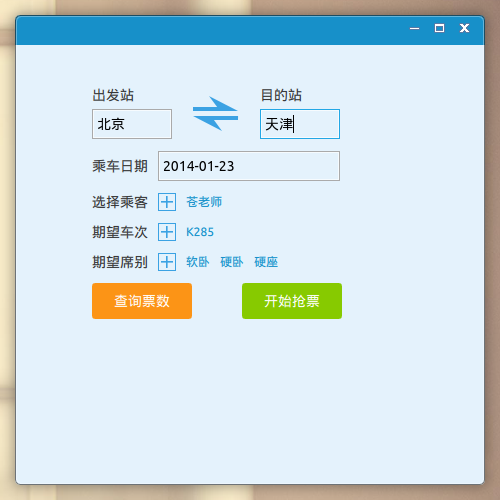 出发站 目的站
北京 天津
乘车日期 2014-01-23
选择乘客 苍老师
期望车次 K285
期望席别 软卧 硬卧 硬座
查询票数 开始抢票